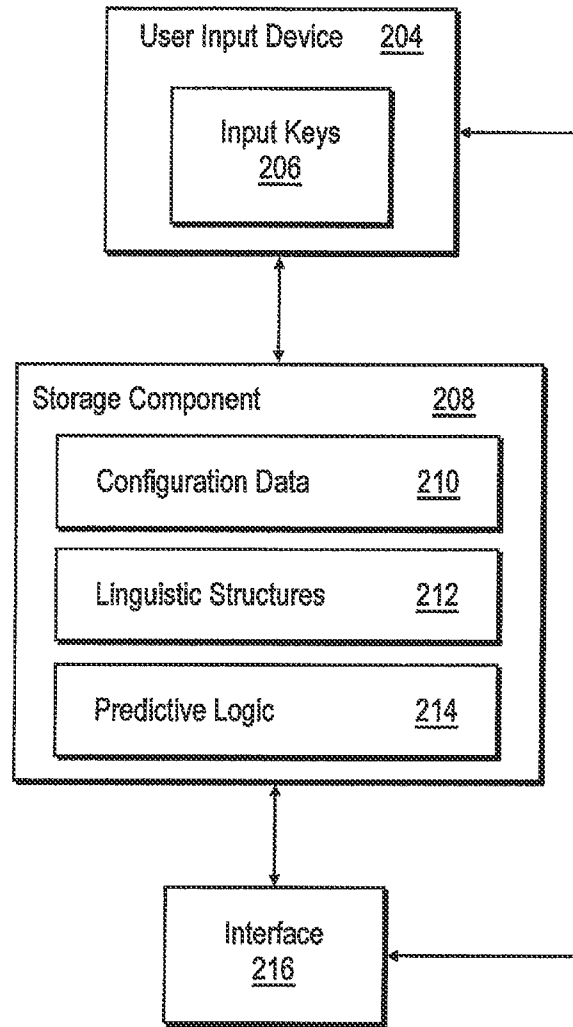 User Input Device 204
Input Keys
206
Storage Component 208
Configuration Data 210
Linguistic Structures 212
Predictive Logic 214
Interface
216